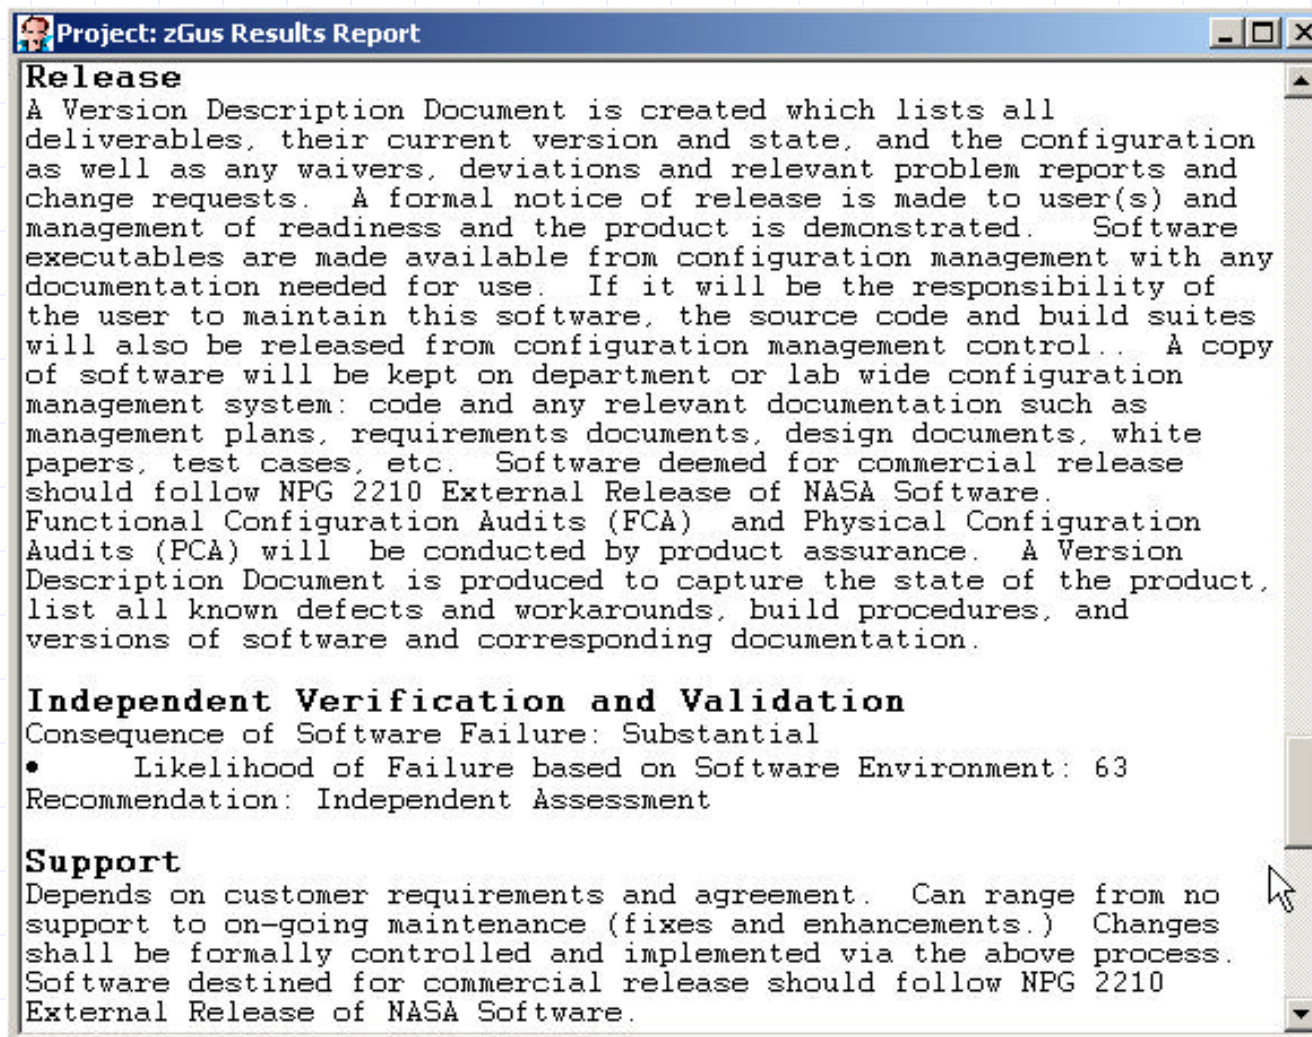 Project: zGus Results Report
Release
A Version Description Document is created which lists all
deliverables, their current version and state, and the configuration
as well as any waivers, deviations and relevant problem reports and
change requests.  A formal notice of release is made to user(s) and
management of readiness and the product is demonstrated.   Software
executables are made available from configuration management with any
documentation needed for use.  If it will be the responsibility of
the user to maintain this software, the source code and build suites
will also be released from configuration management control..  A copy
of software will be kept on department or lab wide configuration
management system: code and any relevant documentation such as
management plans, requirements documents, design documents, white
papers, test cases, etc.  Software deemed for commercial release
should follow NPG 2210 External Release of NASA Software.
Functional Configuration Audits (FCA)  and Physical Configuration
Audits (PCA) will  be conducted by product assurance.  A Version
Description Document is produced to capture the state of the product,
list all known defects and workarounds, build procedures, and
versions of software and corresponding documentation.
Independent Verification and Validation
Consequence of Software Failure: Substantial
•     Likelihood of Failure based on Software Environment: 63
Recommendation: Independent Assessment
Support
Depends on customer requirements and agreement.  Can range from no
support to on-going maintenance (fixes and enhancements.)  Changes
shall be formally controlled and implemented via the above process.
Software destined for commercial release should follow NPG 2210
External Release of NASA Software.